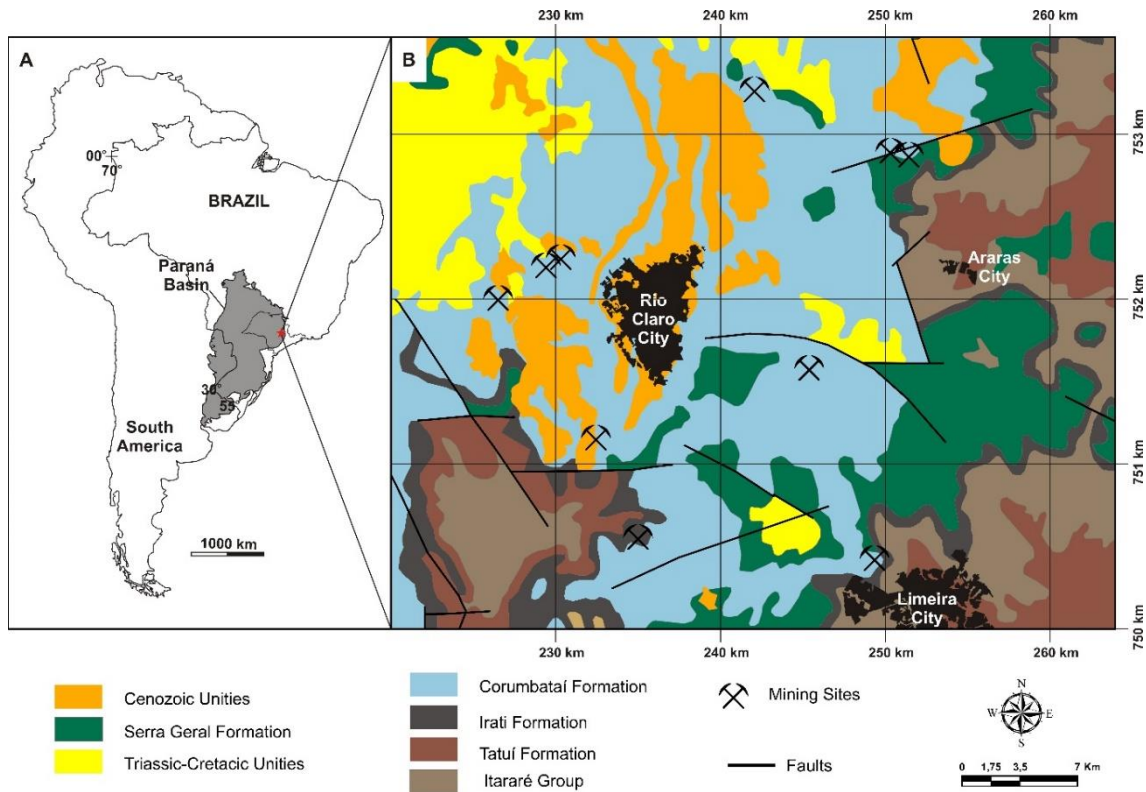 230 km 240 km 250 km 260 km
A
B
00°
70°
BRAZIL
753 km
Paraná
Basin
Araras
City
752 km
Rio
Claro
City
30°
55
South
America
751 km
1000 km
Limeira
City
750 km
230 km 240 km 250 km 260 km
Cenozoic Unities
Serra Geral Formation
Triassic-Cretacic Unities
Corumbataí Formation
Irati Formation
Tatuí Formation
Itararé Group
Mining Sites
Faults
N
W E
S
0 1,75 3,5 7 Km